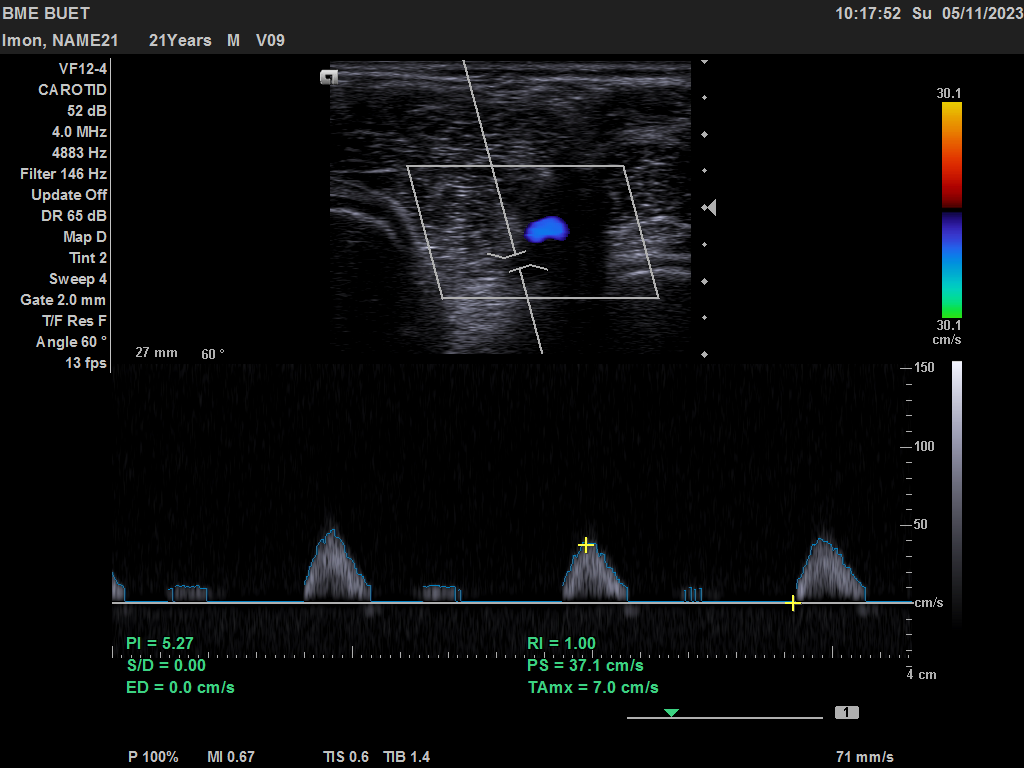 BME BUET 10:17:52 Su 05/11/2023
Imon, NAME21 21Years M V09
VF12-4
CAROTID
52 dB
4.0 MHz
4883 Hz
Filter 146 Hz
Update Off
DR 65 dB
Map D
Tint 2
Sweep 4
Gate 2.0 mm
T/F Res F
Angle 60 °
13 fps
27 mm 60 °
30.1
30.1
cm/s
150
100
50
cm/s
4 cm
PI = 5.27 RI = 1.00
S/D = 0.00 PS = 37.1 cm/s
ED = 0.0 cm/s TAmx = 7.0 cm/s
1
P 100% MI 0.67 TIS 0.6 TIB 1.4 71 mm/s